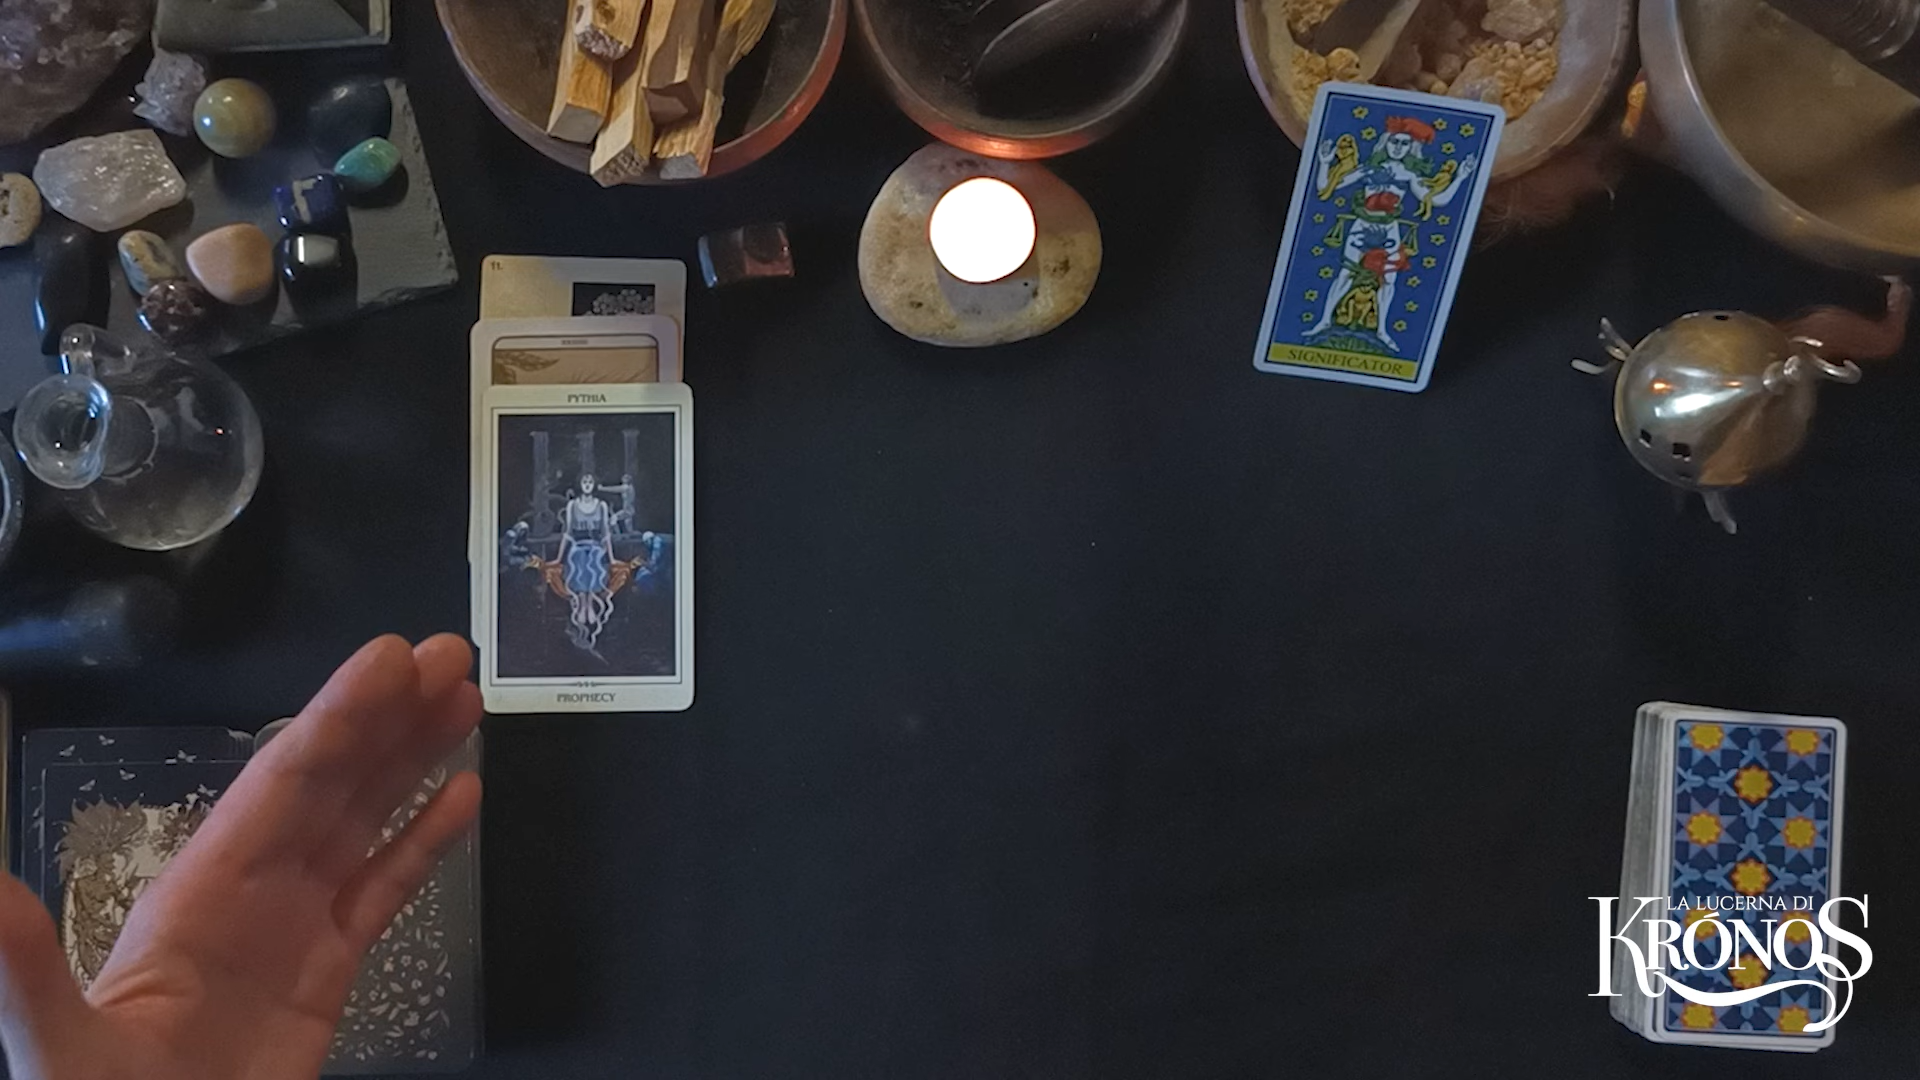 11.
PYTHIA
PROPHECY
SIGNIFICATOR
LA LUCERNA DI
KRÓNOS